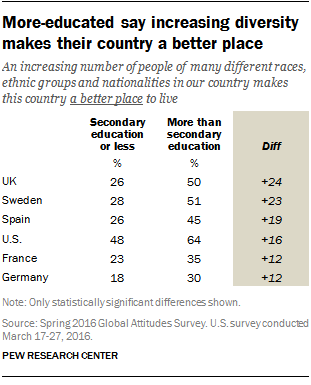 More-educated say increasing diversity
makes their country a better place
An increasing number of people of many different races,
ethnic groups and nationalities in our country makes
this country a better place to live
Secondary education or less More than secondary education Diff
% %
UK 26 50 +24
Sweden 28 51 +23
Spain 26 45 +19
U.S. 48 64 +16
France 23 35 +12
Germany 18 30 +12
Note: Only statistically significant differences shown.
Source: Spring 2016 Global Attitudes Survey. U.S. survey conducted
March 17-27, 2016.
PEW RESEARCH CENTER